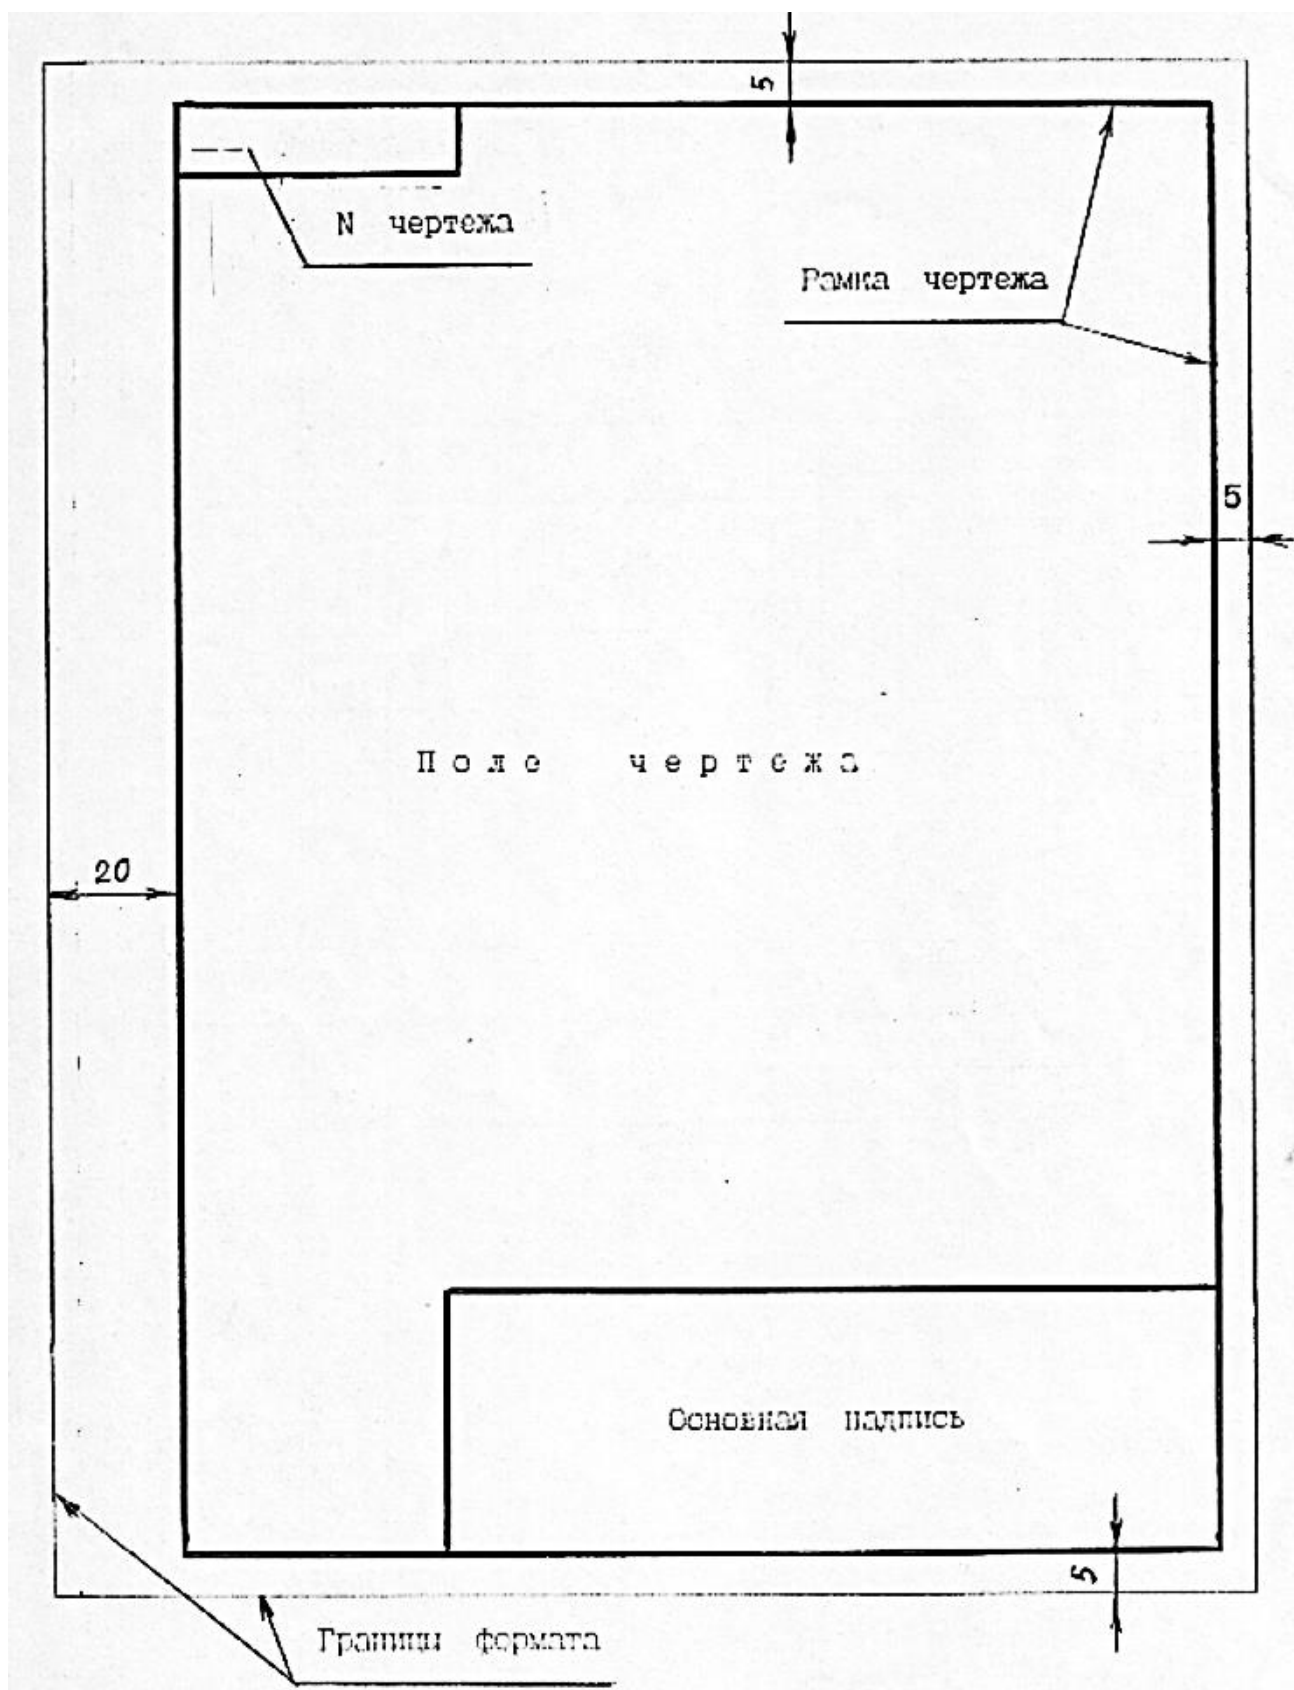 5
N чертежа
Рамка чертежа
5
Поле чертежа
20
Основная надпись
5
Границы формата